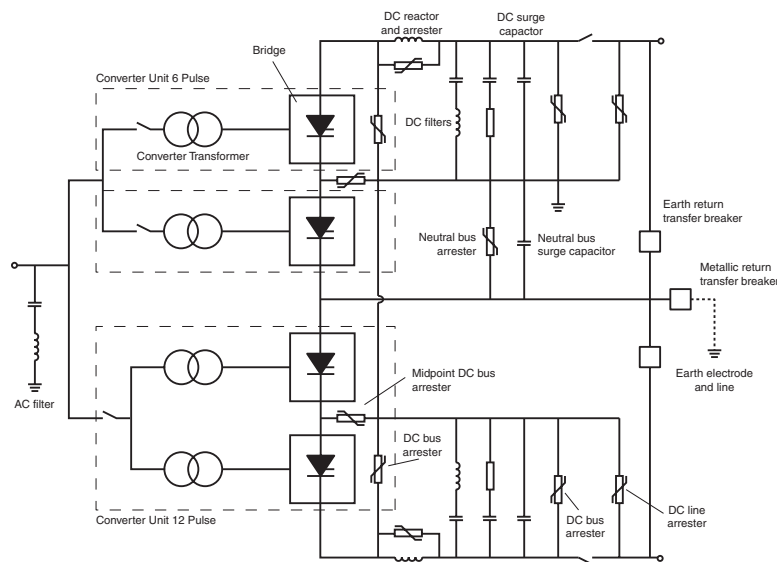 DC reactor
and arrester
DC surge
capactor
Bridge
Converter Unit 6 Pulse
DC filters
Converter Transformer
Earth return
transfer breaker
Neutral bus
arrester
Neutral bus
surge capacitor
Metallic return
transfer breaker
Midpoint DC bus
arrester
Earth electrode
and line
AC filter
DC bus
arrester
DC bus
arrester
DC line
arrester
Converter Unit 12 Pulse